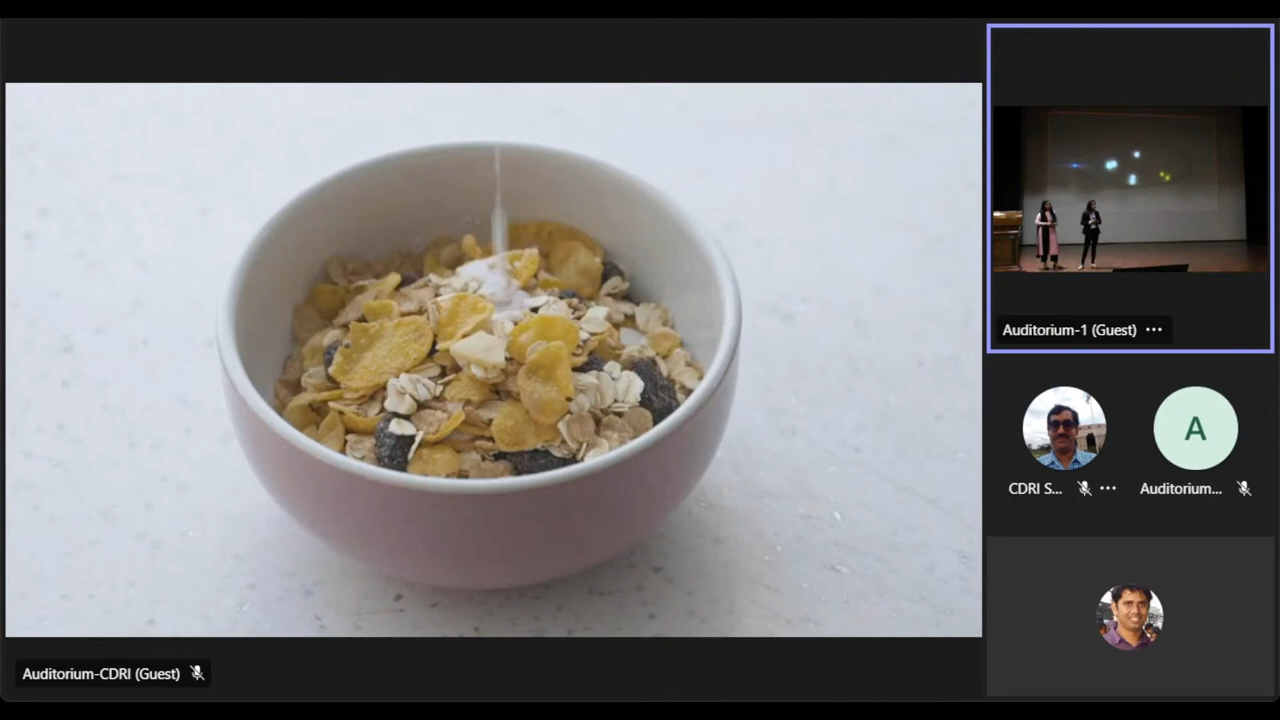 Auditorium-1 (Guest)
CDRI S...
A
Auditorium...
Auditorium-CDRI (Guest)